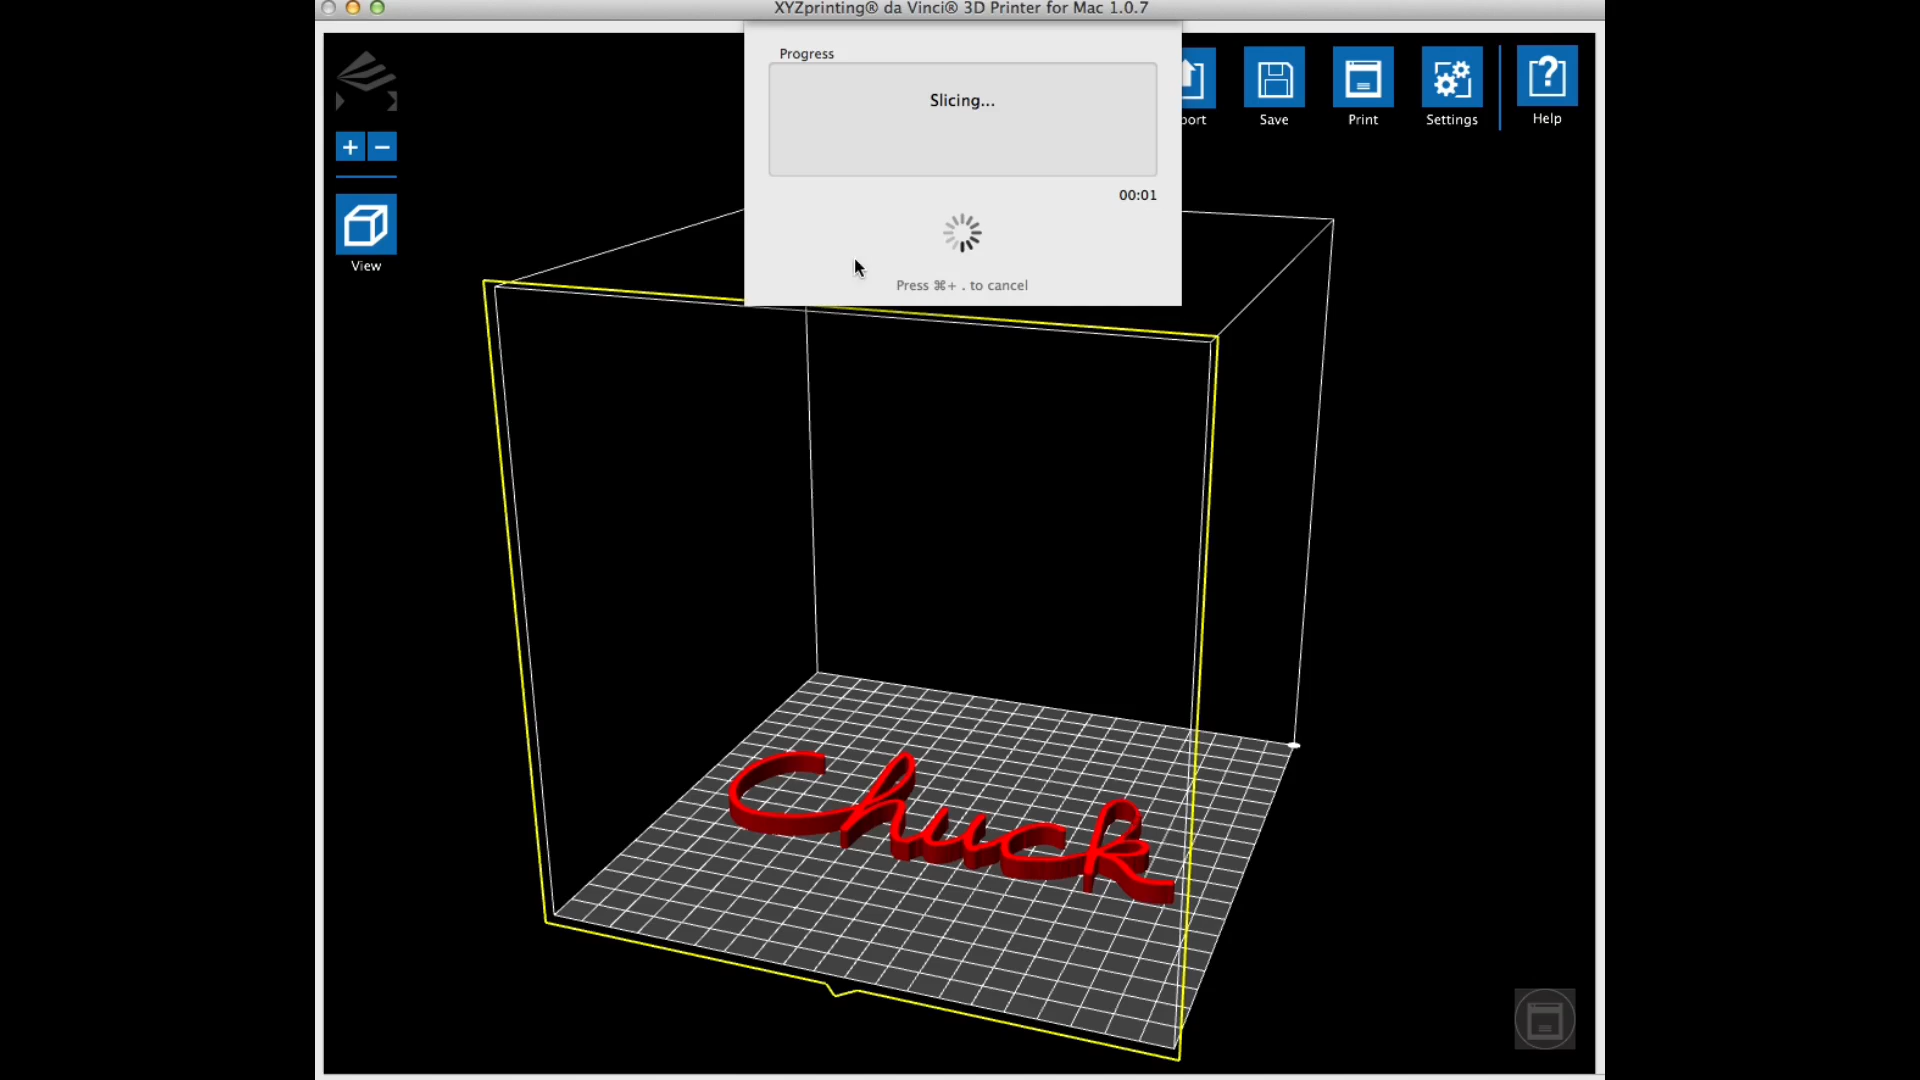 XYZprinting® da Vinci® 3D Printer for Mac 1.0.7
Progress
Slicing...
00:01
Press ⌘+ . to cancel
port
Save
Print
Settings
Help
+ −
View
Chuck